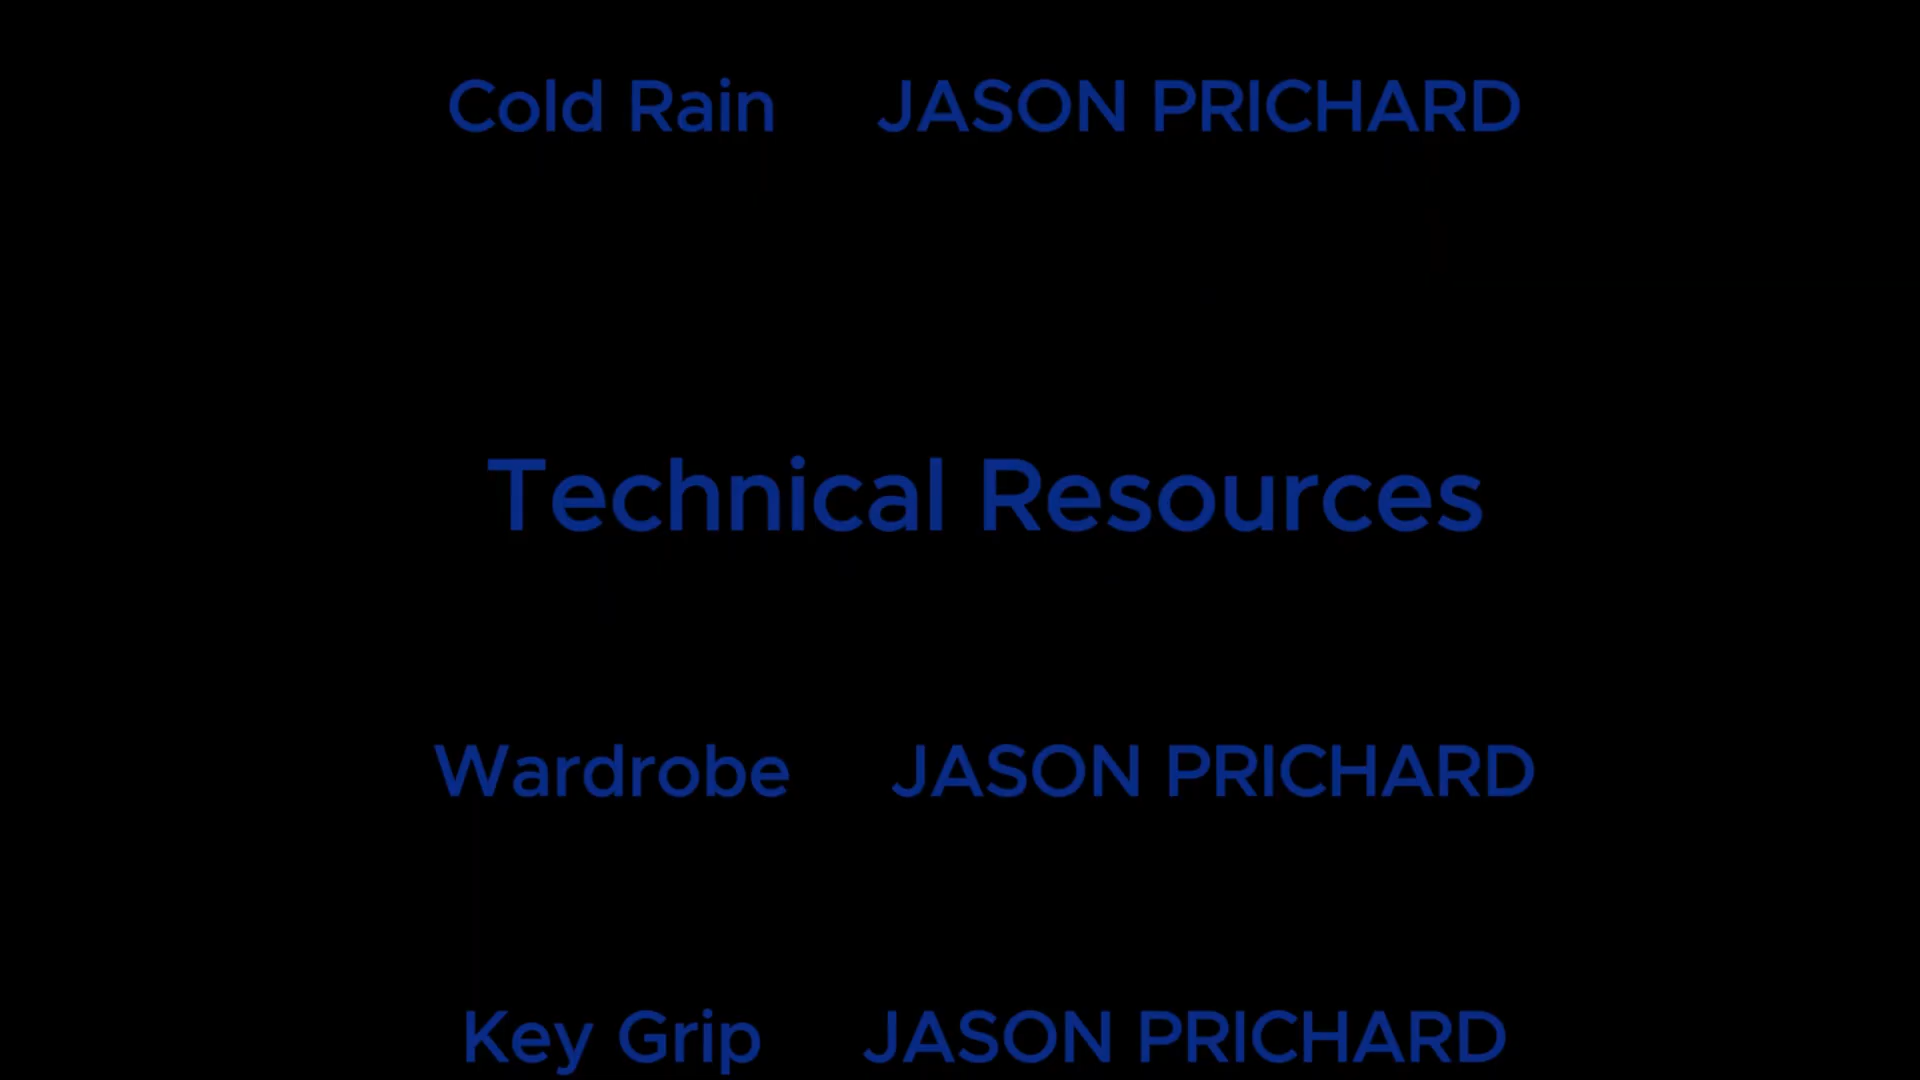 Cold Rain JASON PRICHARD
Technical Resources
Wardrobe JASON PRICHARD
Key Grip JASON PRICHARD